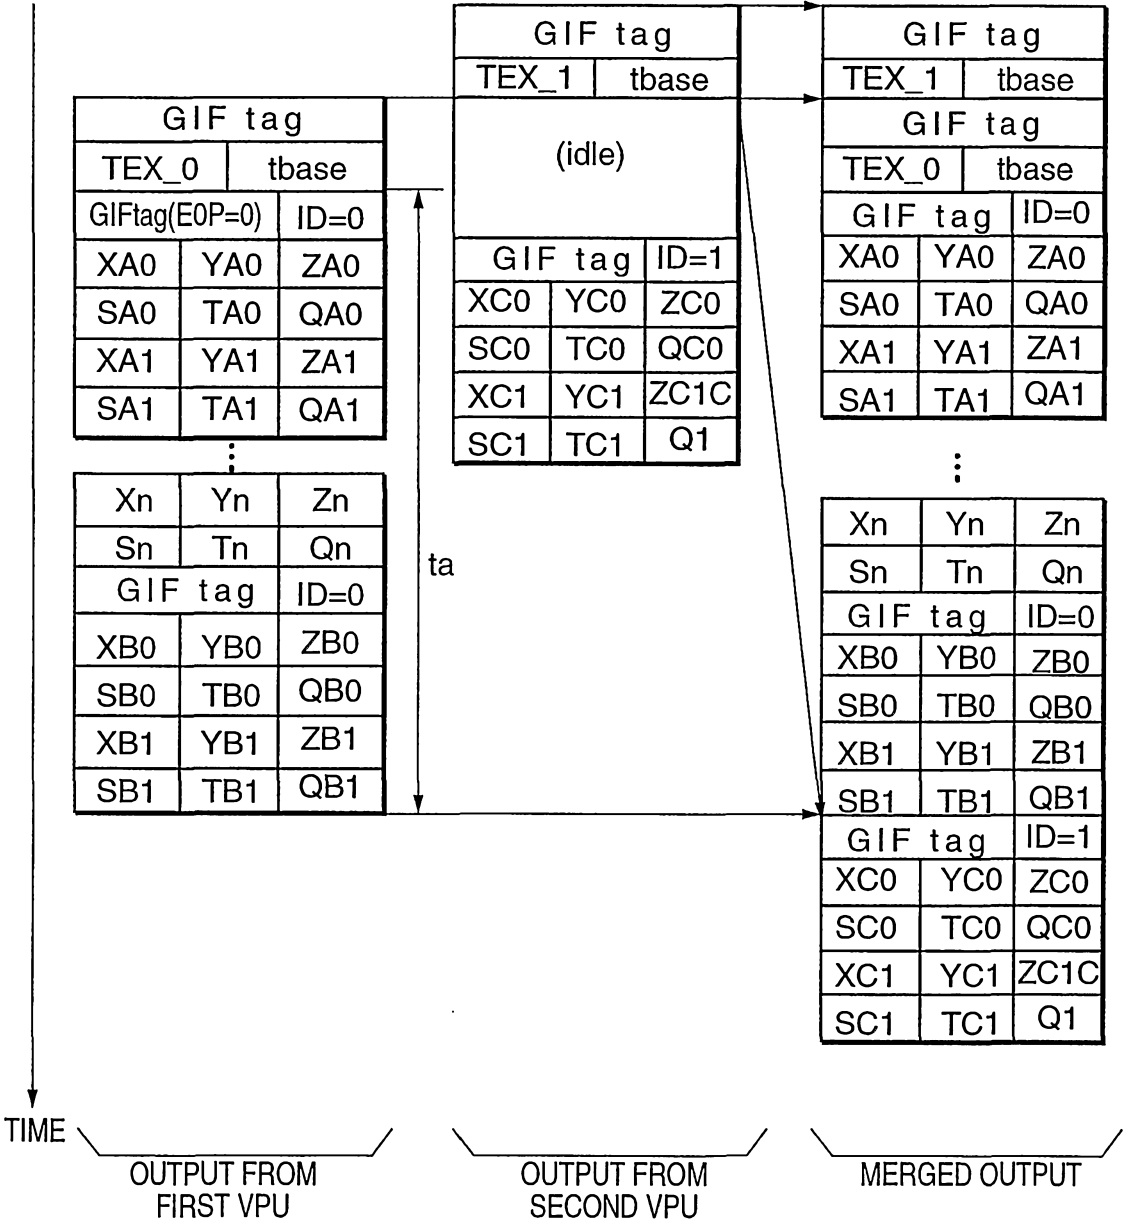 GIF tag
TEX_0 tbase
GIFtag(E0P=0) ID=0
XA0 YA0 ZA0
SA0 TA0 QA0
XA1 YA1 ZA1
SA1 TA1 QA1
Xn Yn Zn
Sn Tn Qn
GIF tag ID=0
XB0 YB0 ZB0
SB0 TB0 QB0
XB1 YB1 ZB1
SB1 TB1 QB1
ta
GIF tag
TEX_1 tbase
(idle)
GIF tag ID=1
XC0 YC0 ZC0
SC0 TC0 QC0
XC1 YC1 ZC1C
SC1 TC1 Q1
GIF tag
TEX_1 tbase
GIF tag
TEX_0 tbase
GIF tag ID=0
XA0 YA0 ZA0
SA0 TA0 QA0
XA1 YA1 ZA1
SA1 TA1 QA1
Xn Yn Zn
Sn Tn Qn
GIF tag ID=0
XB0 YB0 ZB0
SB0 TB0 QB0
XB1 YB1 ZB1
SB1 TB1 QB1
GIF tag ID=1
XC0 YC0 ZC0
SC0 TC0 QC0
XC1 YC1 ZC1C
SC1 TC1 Q1
TIME
OUTPUT FROM
FIRST VPU
OUTPUT FROM
SECOND VPU
MERGED OUTPUT